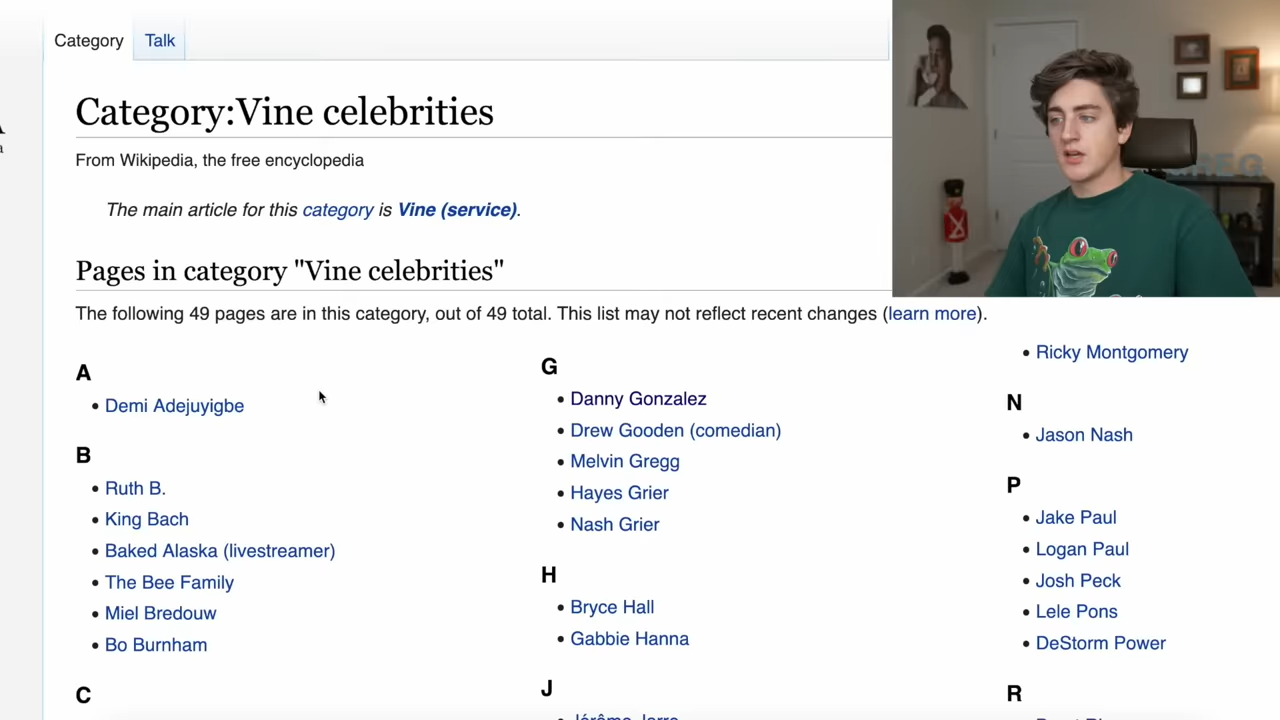 Category
Talk
Category:Vine celebrities
From Wikipedia, the free encyclopedia
The main article for this category is Vine (service).
Pages in category "Vine celebrities"
The following 49 pages are in this category, out of 49 total. This list may not reflect recent changes (learn more).
A
• Demi Adejuyigbe
B
• Ruth B.
• King Bach
• Baked Alaska (livestreamer)
• The Bee Family
• Miel Bredouw
• Bo Burnham
C
G
• Danny Gonzalez
• Drew Gooden (comedian)
• Melvin Gregg
• Hayes Grier
• Nash Grier
H
• Bryce Hall
• Gabbie Hanna
J
• Jérôme Jarre
• Ricky Montgomery
N
• Jason Nash
P
• Jake Paul
• Logan Paul
• Josh Peck
• Lele Pons
• DeStorm Power
R